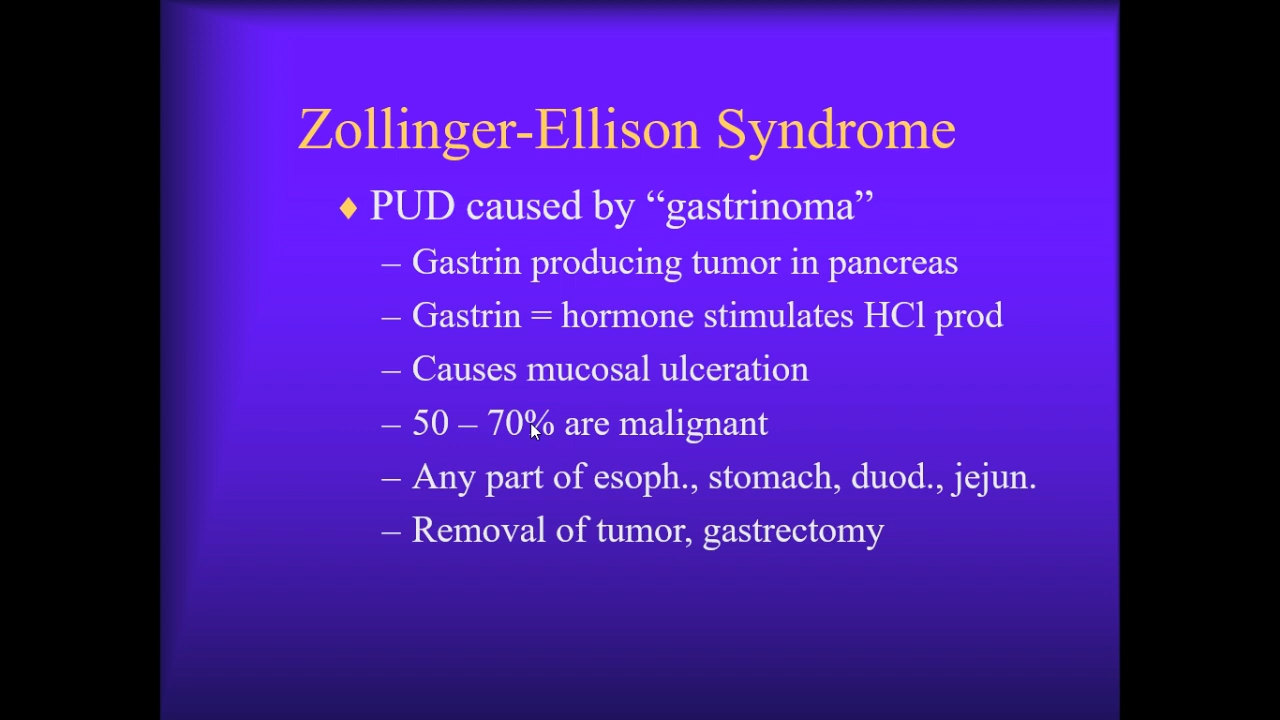 Zollinger-Ellison Syndrome
♦ PUD caused by “gastrinoma”
– Gastrin producing tumor in pancreas
– Gastrin = hormone stimulates HCl prod
– Causes mucosal ulceration
– 50 – 70% are malignant
– Any part of esoph., stomach, duod., jejun.
– Removal of tumor, gastrectomy